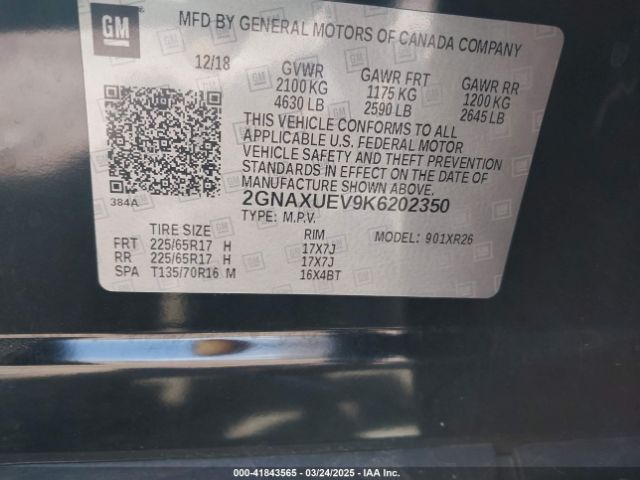 GM
MFD BY GENERAL MOTORS OF CANADA COMPANY
12/18 GVWR GAWR FRT GAWR RR
2100 KG 1175 KG 1200 KG
4630 LB 2590 LB 2645 LB
THIS VEHICLE CONFORMS TO ALL
APPLICABLE U.S. FEDERAL MOTOR
VEHICLE SAFETY AND THEFT PREVENTION
STANDARDS IN EFFECT ON THE DATE
OF MANUFACTURE SHOWN ABOVE.
384A
2GNAXUEV9K6202350
TYPE: M.P.V.
TIRE SIZE RIM MODEL: 901XR26
FRT 225/65R17 H 17X7J
RR 225/65R17 H 17X7J
SPA T135/70R16 M 16X4BT
000-41843565 - 03/24/2025 - IAA Inc.